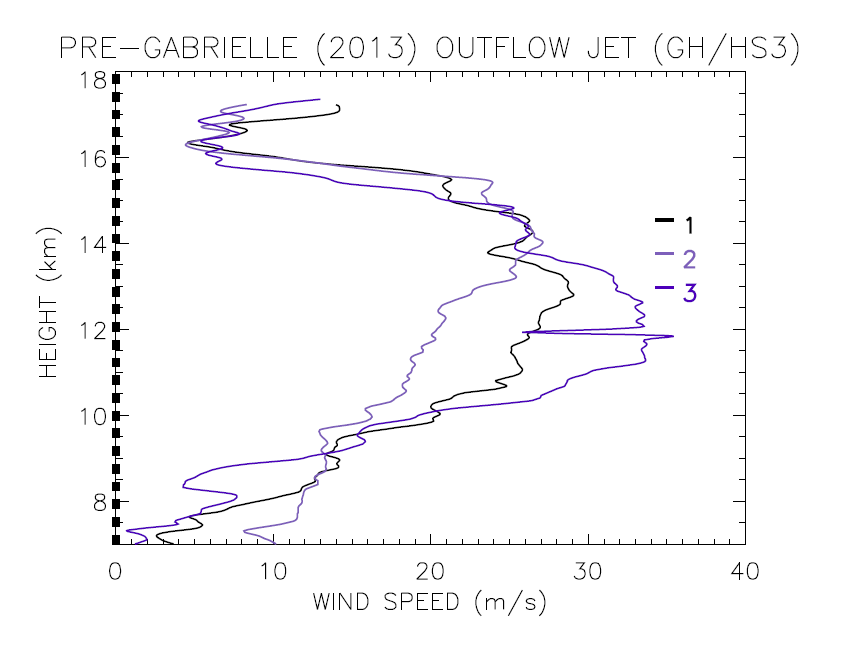 PRE-GABRIELLE (2013) OUTFLOW JET (GH/HS3)
18
16
14
12
10
8
HEIGHT (km)
1
2
3
0 10 20 30 40
WIND SPEED (m/s)